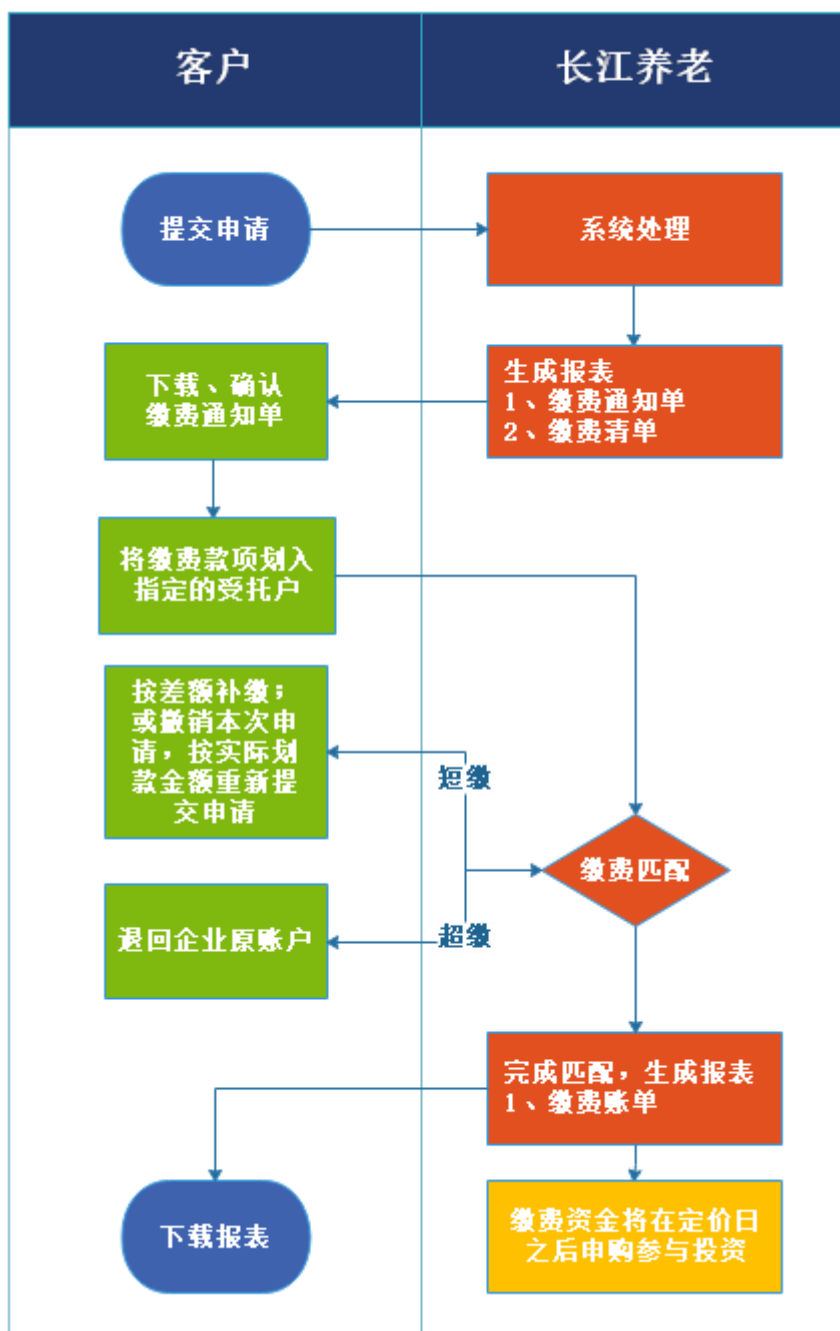 客户
长江养老
提交申请
系统处理
生成报表
1、缴费通知单
2、缴费清单
下载、确认
缴费通知单
将缴费款项划入
指定的受托户
按差额补缴；
或撤销本次申
请，按实际划
款金额重新提
交申请
短缴
缴费匹配
超缴
退回企业原账户
完成匹配，生成报表
1、缴费账单
下载报表
缴费资金将在定价日
之后申购参与投资